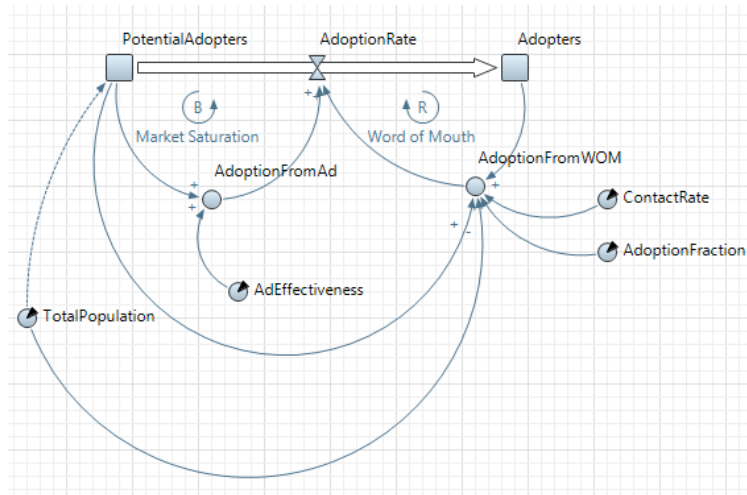 PotentialAdopters
AdoptionRate
Adopters
+
+
B
R
Market Saturation
Word of Mouth
AdoptionFromWOM
AdoptionFromAd
+
+
+
ContactRate
+
-
AdoptionFraction
AdEffectiveness
TotalPopulation